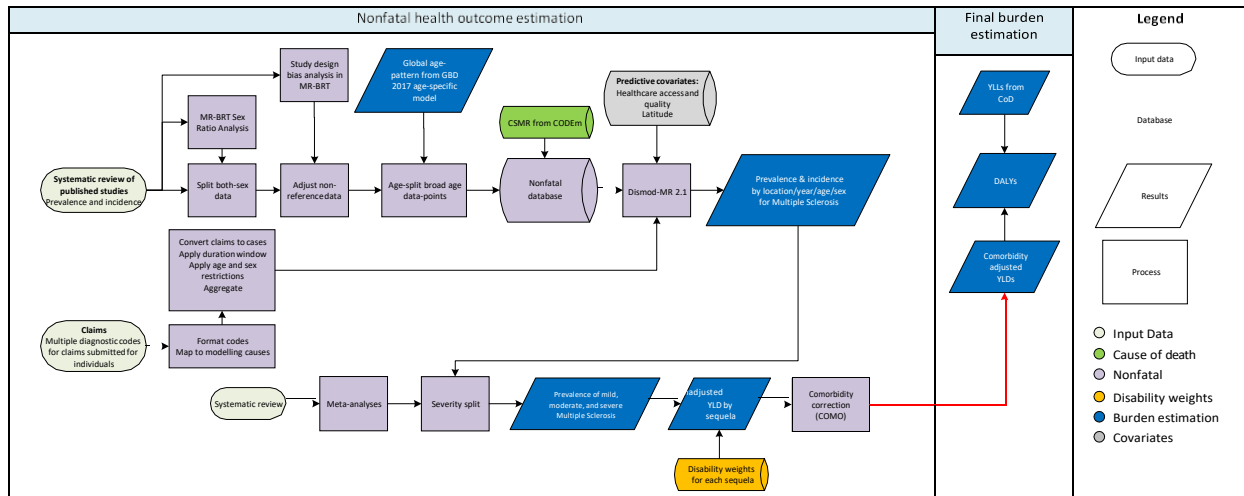 Nonfatal health outcome estimation
Final burden
estimation
Legend
Study design
bias analysis in
MR-BRT
Global age-
pattern from GBD
2017 age-specific
model
Predictive covariates:
Healthcare access and
quality
Latitude
MR-BRT Sex
Ratio Analysis
CSMR from CODEm
Systematic review of
published studies
Prevalence and incidence
Split both-sex
data
Adjust non-
reference data
Age-split broad age
data-points
Nonfatal
database
Dismod-MR 2.1
Prevalence & incidence
by location/year/age/sex
for Multiple Sclerosis
Convert claims to cases
Apply duration window
Apply age and sex
restrictions
Aggregate
Claims
Multiple diagnostic codes
for claims submitted for
individuals
Format codes
Map to modelling causes
Systematic review
Meta-analyses
Severity split
Prevalence of mild,
moderate, and severe
Multiple Sclerosis
nadjusted
YLD by
sequela
Comorbidity
correction
(COMO)
Disability weights
for each sequela
YLLs from
CoD
DALYs
Comorbidity
adjusted
YLDs
Input data
Database
Results
Process
Input Data
Cause of death
Nonfatal
Disability weights
Burden estimation
Covariates